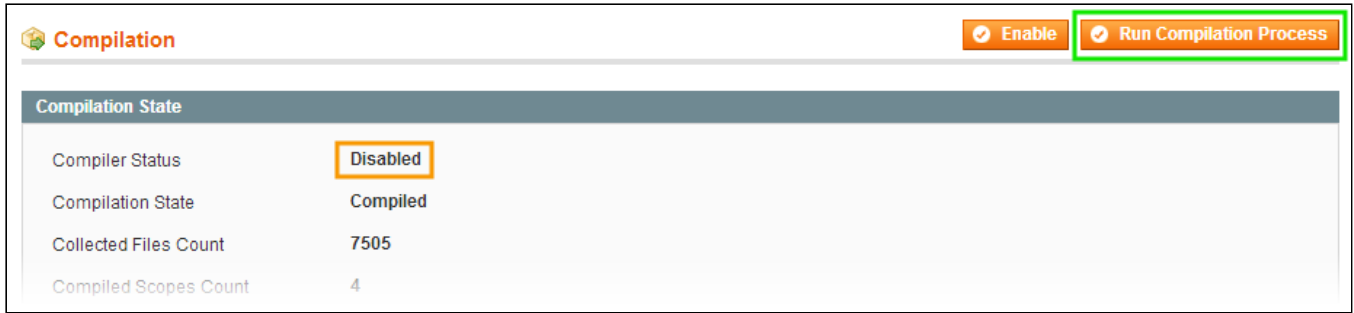 Compilation
Enable
Run Compilation Process
Compilation State
Compiler Status Disabled
Compilation State Compiled
Collected Files Count 7505
Compiled Scopes Count 4